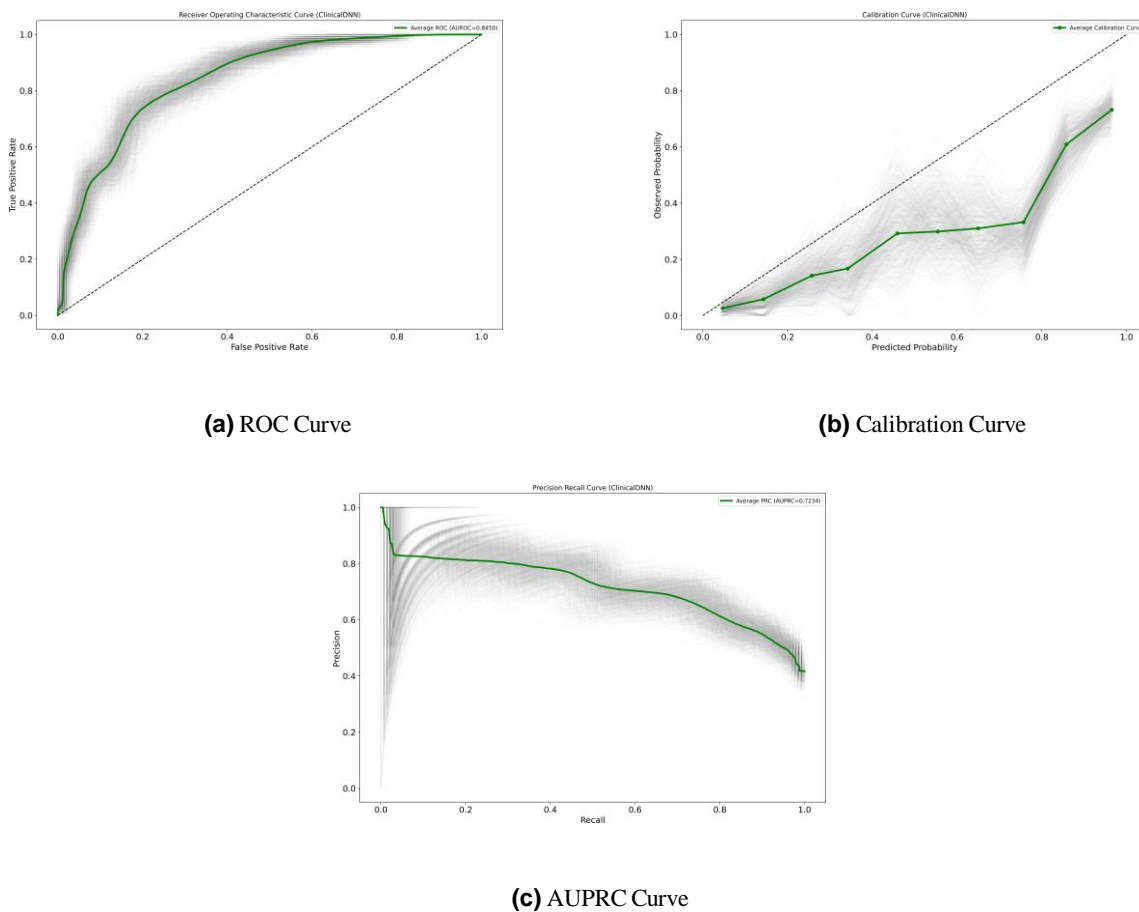 Receiver Operating Characteristic Curve (ClinicalDNN)
Average ROC (AUROC=0.8450)
1.0
0.8
0.6
0.4
0.2
0.0
True Positive Rate
0.0 0.2 0.4 0.6 0.8 1.0
False Positive Rate
(a) ROC Curve
Calibration Curve (ClinicalDNN)
Average Calibration Curve
1.0
0.8
0.6
0.4
0.2
0.0
Observed Probability
0.0 0.2 0.4 0.6 0.8 1.0
Predicted Probability
(b) Calibration Curve
Precision Recall Curve (ClinicalDNN)
Average PRC (AUPRC=0.7234)
1.0
0.8
0.6
0.4
0.2
0.0
Precision
0.0 0.2 0.4 0.6 0.8 1.0
Recall
(c) AUPRC Curve